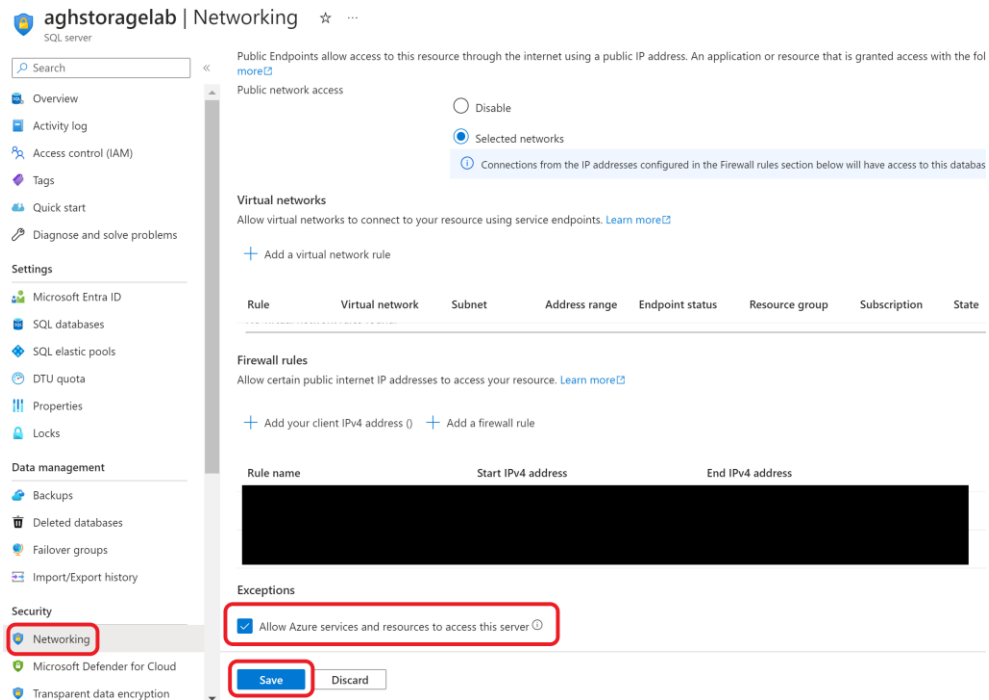 aghstoragelab | Networking ☆ ...
SQL server
Search
«
Overview
Activity log
Access control (IAM)
Tags
Quick start
Diagnose and solve problems
Settings
Microsoft Entra ID
SQL databases
SQL elastic pools
DTU quota
Properties
Locks
Data management
Backups
Deleted databases
Failover groups
Import/Export history
Security
Networking
Microsoft Defender for Cloud
Transparent data encryption
Public Endpoints allow access to this resource through the internet using a public IP address. An application or resource that is granted access with the fol
more
Public network access
Disable
Selected networks
Connections from the IP addresses configured in the Firewall rules section below will have access to this databas
Virtual networks
Allow virtual networks to connect to your resource using service endpoints. Learn more
+ Add a virtual network rule
Rule Virtual network Subnet Address range Endpoint status Resource group Subscription State
Firewall rules
Allow certain public internet IP addresses to access your resource. Learn more
+ Add your client IPv4 address () + Add a firewall rule
Rule name Start IPv4 address End IPv4 address
Exceptions
Allow Azure services and resources to access this server
Save Discard